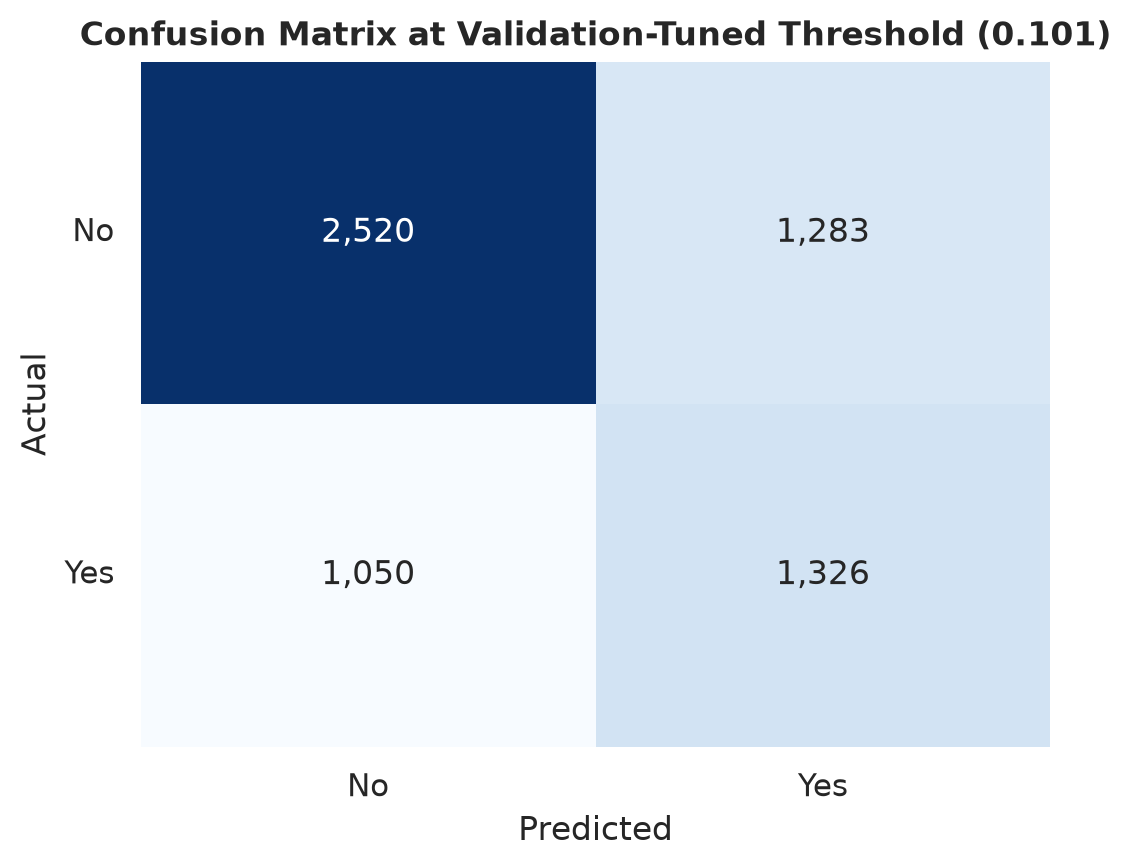 Confusion Matrix at Validation-Tuned Threshold (0.101)
No
2,520
1,283
Actual
Yes
1,050
1,326
No
Yes
Predicted